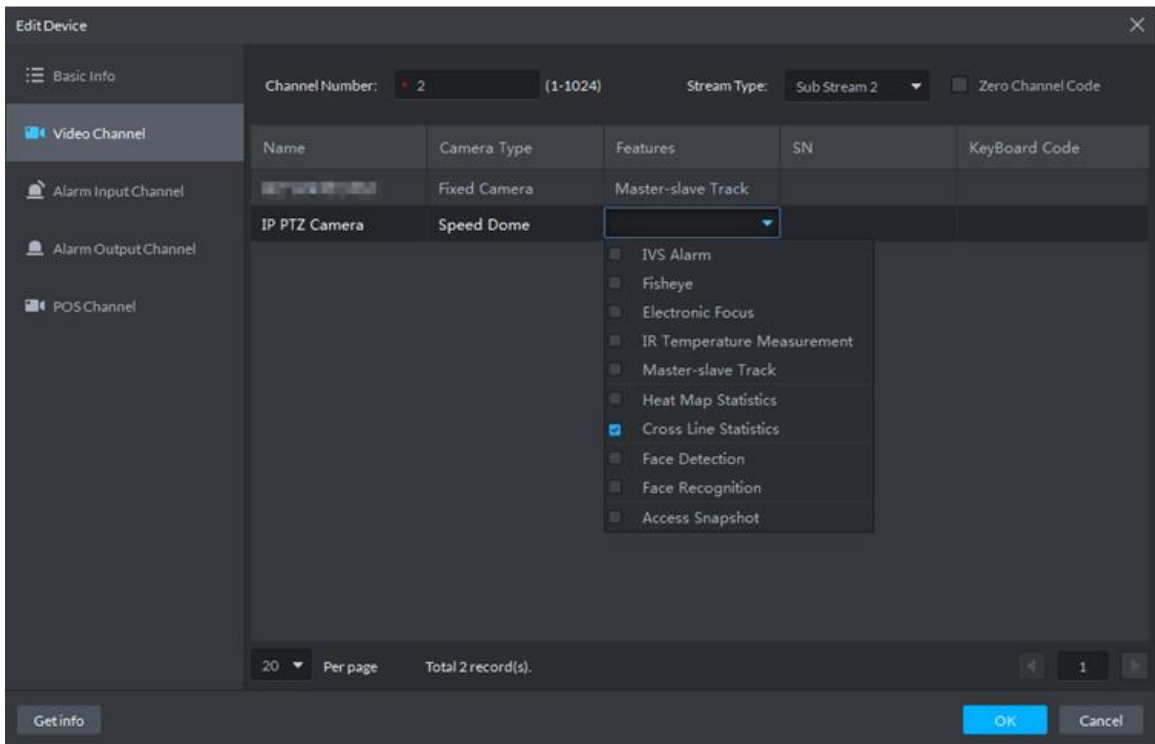 Edit Device
Basic Info
Video Channel
Alarm Input Channel
Alarm Output Channel
POS Channel
Channel Number: * 2 (1-1024) Stream Type: Sub Stream 2 Zero Channel Code
Name Camera Type Features SN KeyBoard Code
Fixed Camera Master-slave Track
IP PTZ Camera Speed Dome
IVS Alarm
Fisheye
Electronic Focus
IR Temperature Measurement
Master-slave Track
Heat Map Statistics
Cross Line Statistics
Face Detection
Face Recognition
Access Snapshot
20 Per page Total 2 record(s). 1
Get info OK Cancel